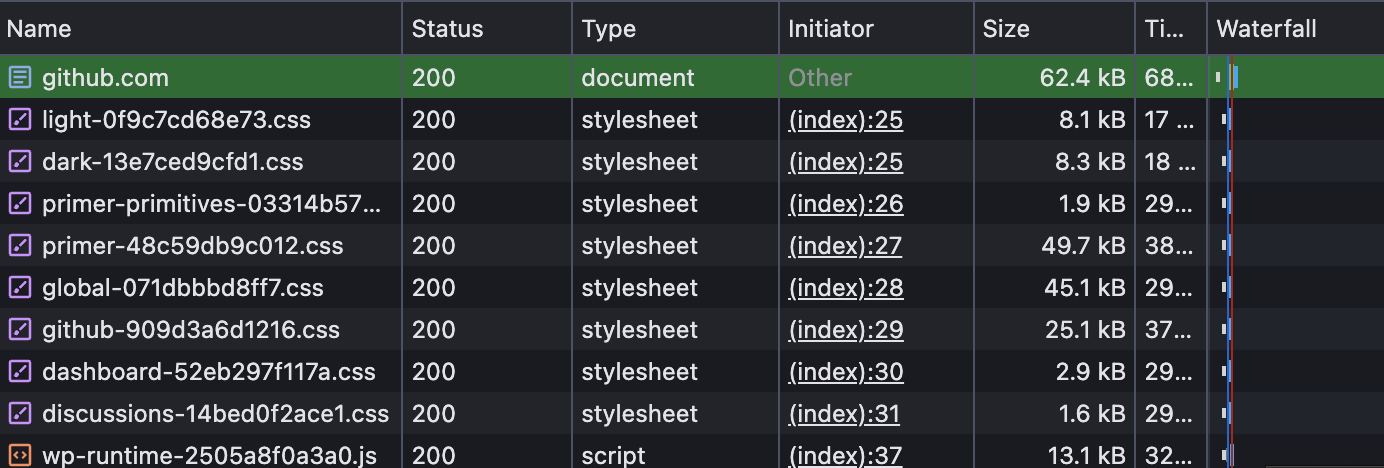 Name Status Type Initiator Size Ti... Waterfall
github.com 200 document Other 62.4 kB 68...
light-0f9c7cd68e73.css 200 stylesheet (index):25 8.1 kB 17 ...
dark-13e7ced9cfd1.css 200 stylesheet (index):25 8.3 kB 18 ...
primer-primitives-03314b57... 200 stylesheet (index):26 1.9 kB 29...
primer-48c59db9c012.css 200 stylesheet (index):27 49.7 kB 38...
global-071dbbbd8ff7.css 200 stylesheet (index):28 45.1 kB 29...
github-909d3a6d1216.css 200 stylesheet (index):29 25.1 kB 37...
dashboard-52eb297f117a.css 200 stylesheet (index):30 2.9 kB 29...
discussions-14bed0f2ace1.css 200 stylesheet (index):31 1.6 kB 29...
wp-runtime-2505a8f0a3a0.js 200 script (index):37 13.1 kB 32...